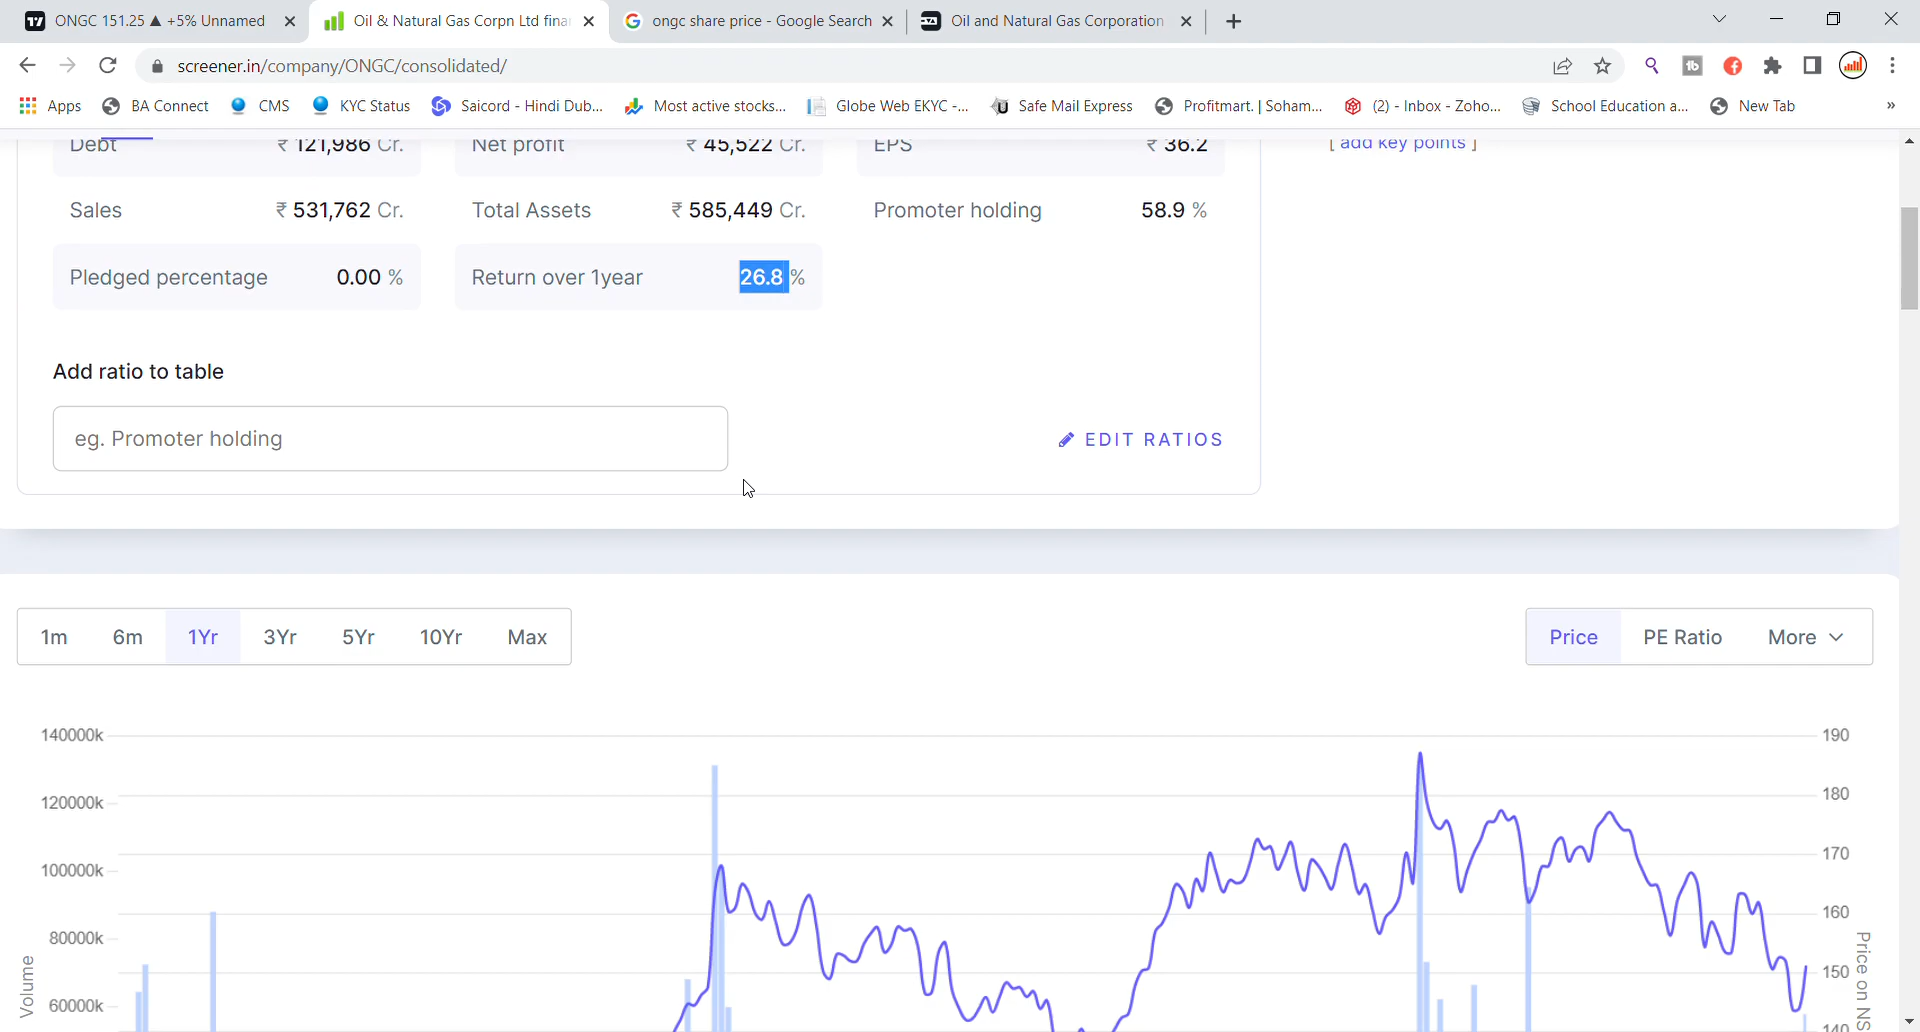 ONGC 151.25 ▲ +5% Unnamed
Oil & Natural Gas Corpn Ltd fina
ongc share price - Google Search
Oil and Natural Gas Corporation
screener.in/company/ONGC/consolidated/
Apps
BA Connect
CMS
KYC Status
Saicord - Hindi Dub...
Most active stocks...
Globe Web EKYC -...
Safe Mail Express
Profitmart. | Soham...
(2) - Inbox - Zoho...
School Education a...
New Tab
»
Debt ₹ 121,986 Cr.
Net profit ₹ 45,522 Cr.
EPS ₹ 36.2
[ add key points ]
Sales ₹ 531,762 Cr.
Total Assets ₹ 585,449 Cr.
Promoter holding 58.9 %
Pledged percentage 0.00 %
Return over 1year 26.8 %
Add ratio to table
eg. Promoter holding
EDIT RATIOS
1m 6m 1Yr 3Yr 5Yr 10Yr Max
Price PE Ratio More
140000k
120000k
100000k
80000k
60000k
Volume
190
180
170
160
150
140
Price on NS